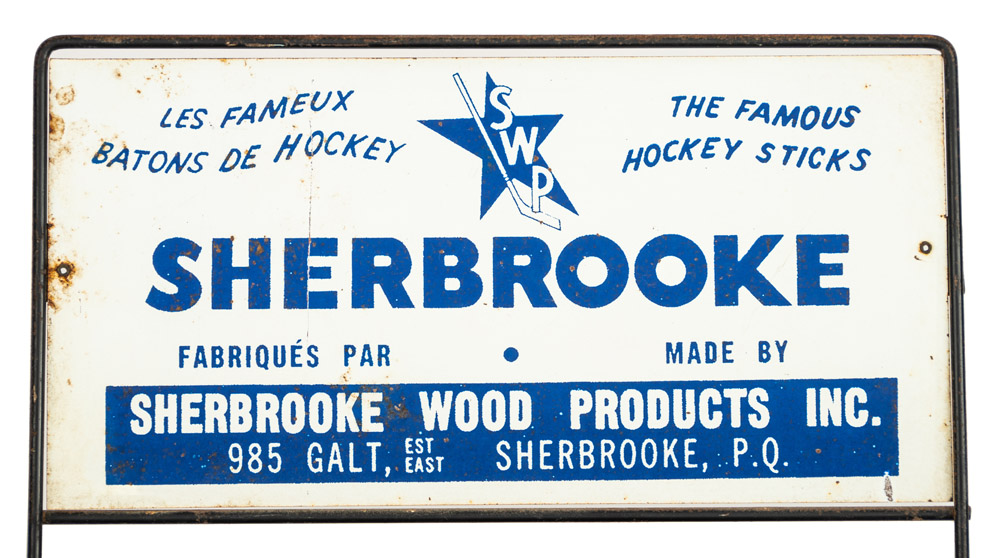 LES FAMEUX
BATONS DE HOCKEY
SWP
THE FAMOUS
HOCKEY STICKS
SHERBROOKE
FABRIQUÉS PAR • MADE BY
SHERBROOKE WOOD PRODUCTS INC.
985 GALT, EST EAST SHERBROOKE, P.Q.